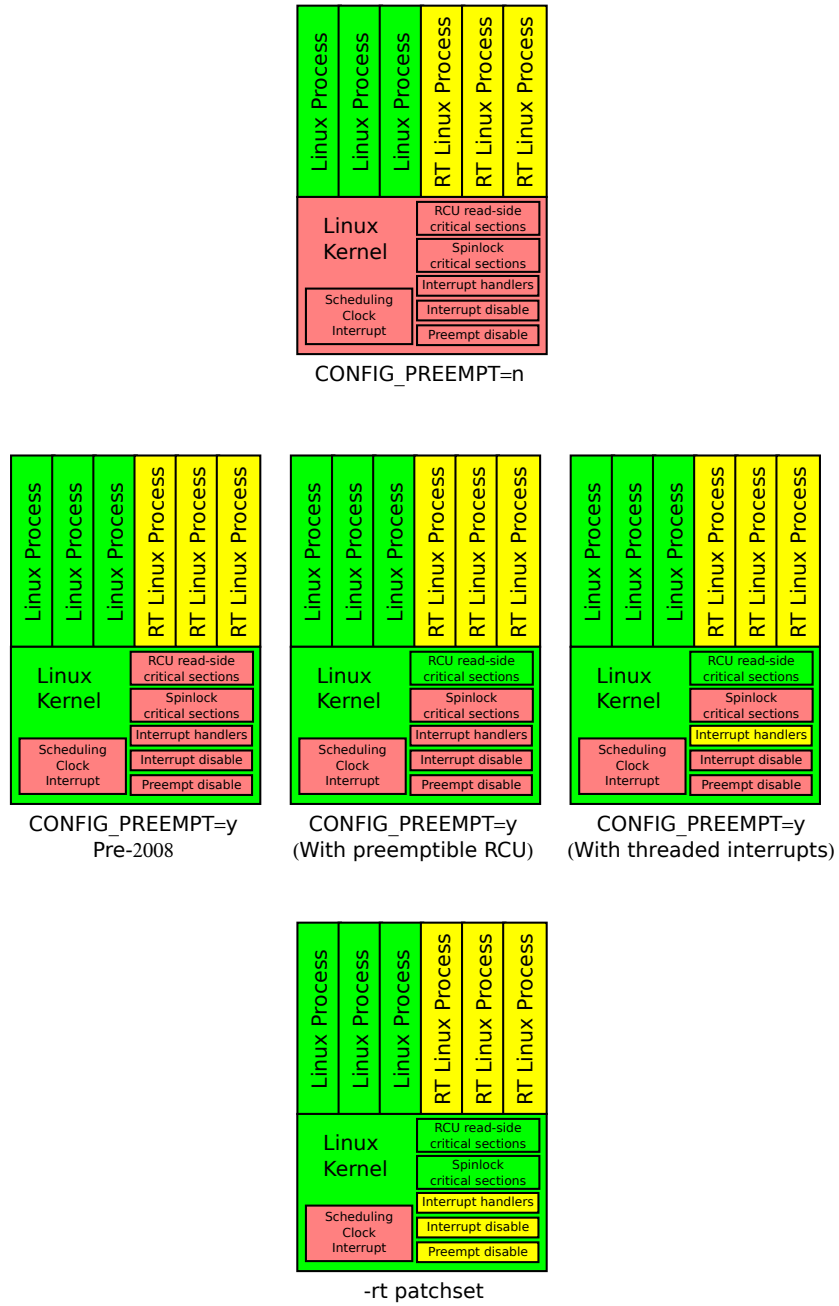 Linux Process
Linux Process
Linux Process
RT Linux Process
RT Linux Process
RT Linux Process
Linux
Kernel
RCU read-side
critical sections
Spinlock
critical sections
Interrupt handlers
Scheduling
Clock
Interrupt
Interrupt disable
Preempt disable
CONFIG_PREEMPT=n
Linux Process
Linux Process
Linux Process
RT Linux Process
RT Linux Process
RT Linux Process
Linux
Kernel
RCU read-side
critical sections
Spinlock
critical sections
Interrupt handlers
Scheduling
Clock
Interrupt
Interrupt disable
Preempt disable
CONFIG_PREEMPT=y
Pre-2008
Linux Process
Linux Process
Linux Process
RT Linux Process
RT Linux Process
RT Linux Process
Linux
Kernel
RCU read-side
critical sections
Spinlock
critical sections
Interrupt handlers
Scheduling
Clock
Interrupt
Interrupt disable
Preempt disable
CONFIG_PREEMPT=y
(With preemptible RCU)
Linux Process
Linux Process
Linux Process
RT Linux Process
RT Linux Process
RT Linux Process
Linux
Kernel
RCU read-side
critical sections
Spinlock
critical sections
Interrupt handlers
Scheduling
Clock
Interrupt
Interrupt disable
Preempt disable
CONFIG_PREEMPT=y
(With threaded interrupts)
Linux Process
Linux Process
Linux Process
RT Linux Process
RT Linux Process
RT Linux Process
Linux
Kernel
RCU read-side
critical sections
Spinlock
critical sections
Interrupt handlers
Scheduling
Clock
Interrupt
Interrupt disable
Preempt disable
-rt patchset